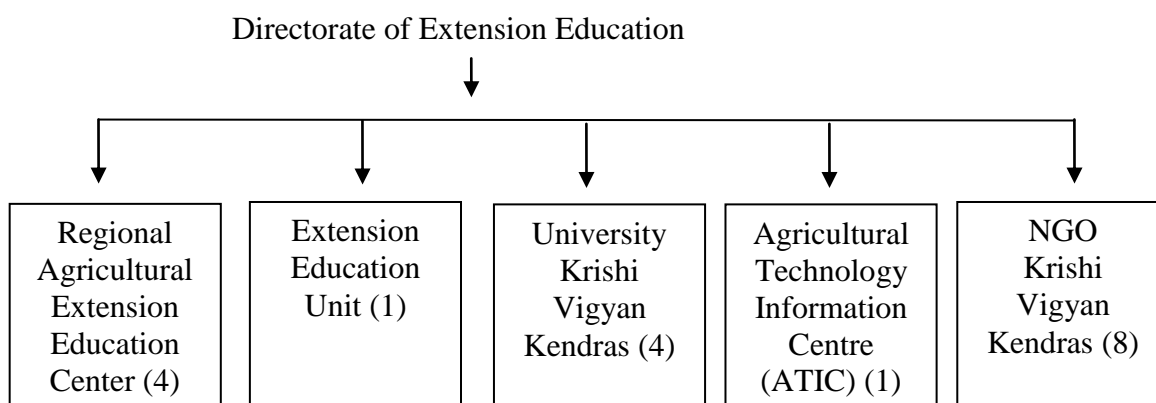 Directorate of Extension Education
Regional
Agricultural
Extension
Education
Center (4)
Extension
Education
Unit (1)
University
Krishi
Vigyan
Kendras (4)
Agricultural
Technology
Information
Centre
(ATIC) (1)
NGO
Krishi
Vigyan
Kendras (8)